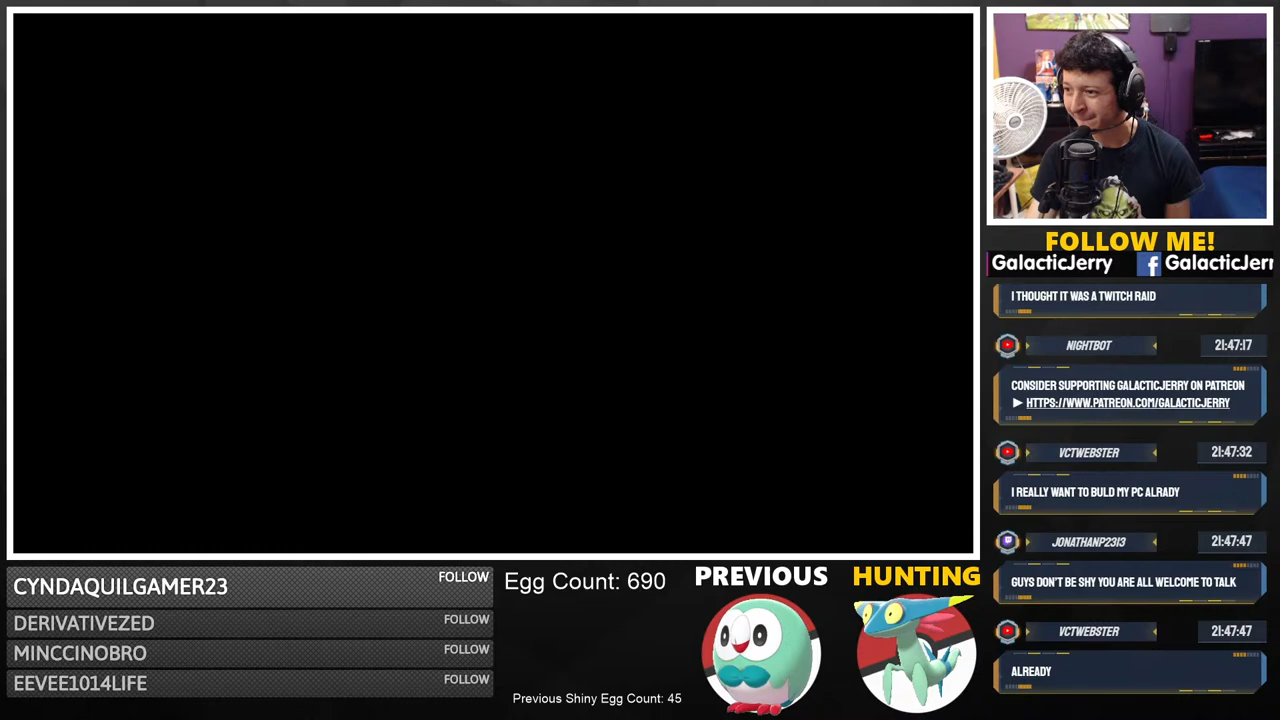 FOLLOW ME!
GalacticJerry
GalacticJerr
I THOUGHT IT WAS A TWITCH RAID
NIGHTBOT
21:47:17
CONSIDER SUPPORTING GALACTICJERRY ON PATREON
► HTTPS://WWW.PATREON.COM/GALACTICJERRY
VCTWEBSTER
21:47:32
I REALLY WANT TO BULD MY PC ALRADY
JONATHANP2313
21:47:47
GUYS DON'T BE SHY YOU ARE ALL WELCOME TO TALK
VCTWEBSTER
21:47:47
ALREADY
CYNDAQUILGAMER23
FOLLOW
DERIVATIVEZED
FOLLOW
MINCCINOBRO
FOLLOW
EEVEE1014LIFE
FOLLOW
Egg Count: 690
Previous Shiny Egg Count: 45
PREVIOUS
HUNTING